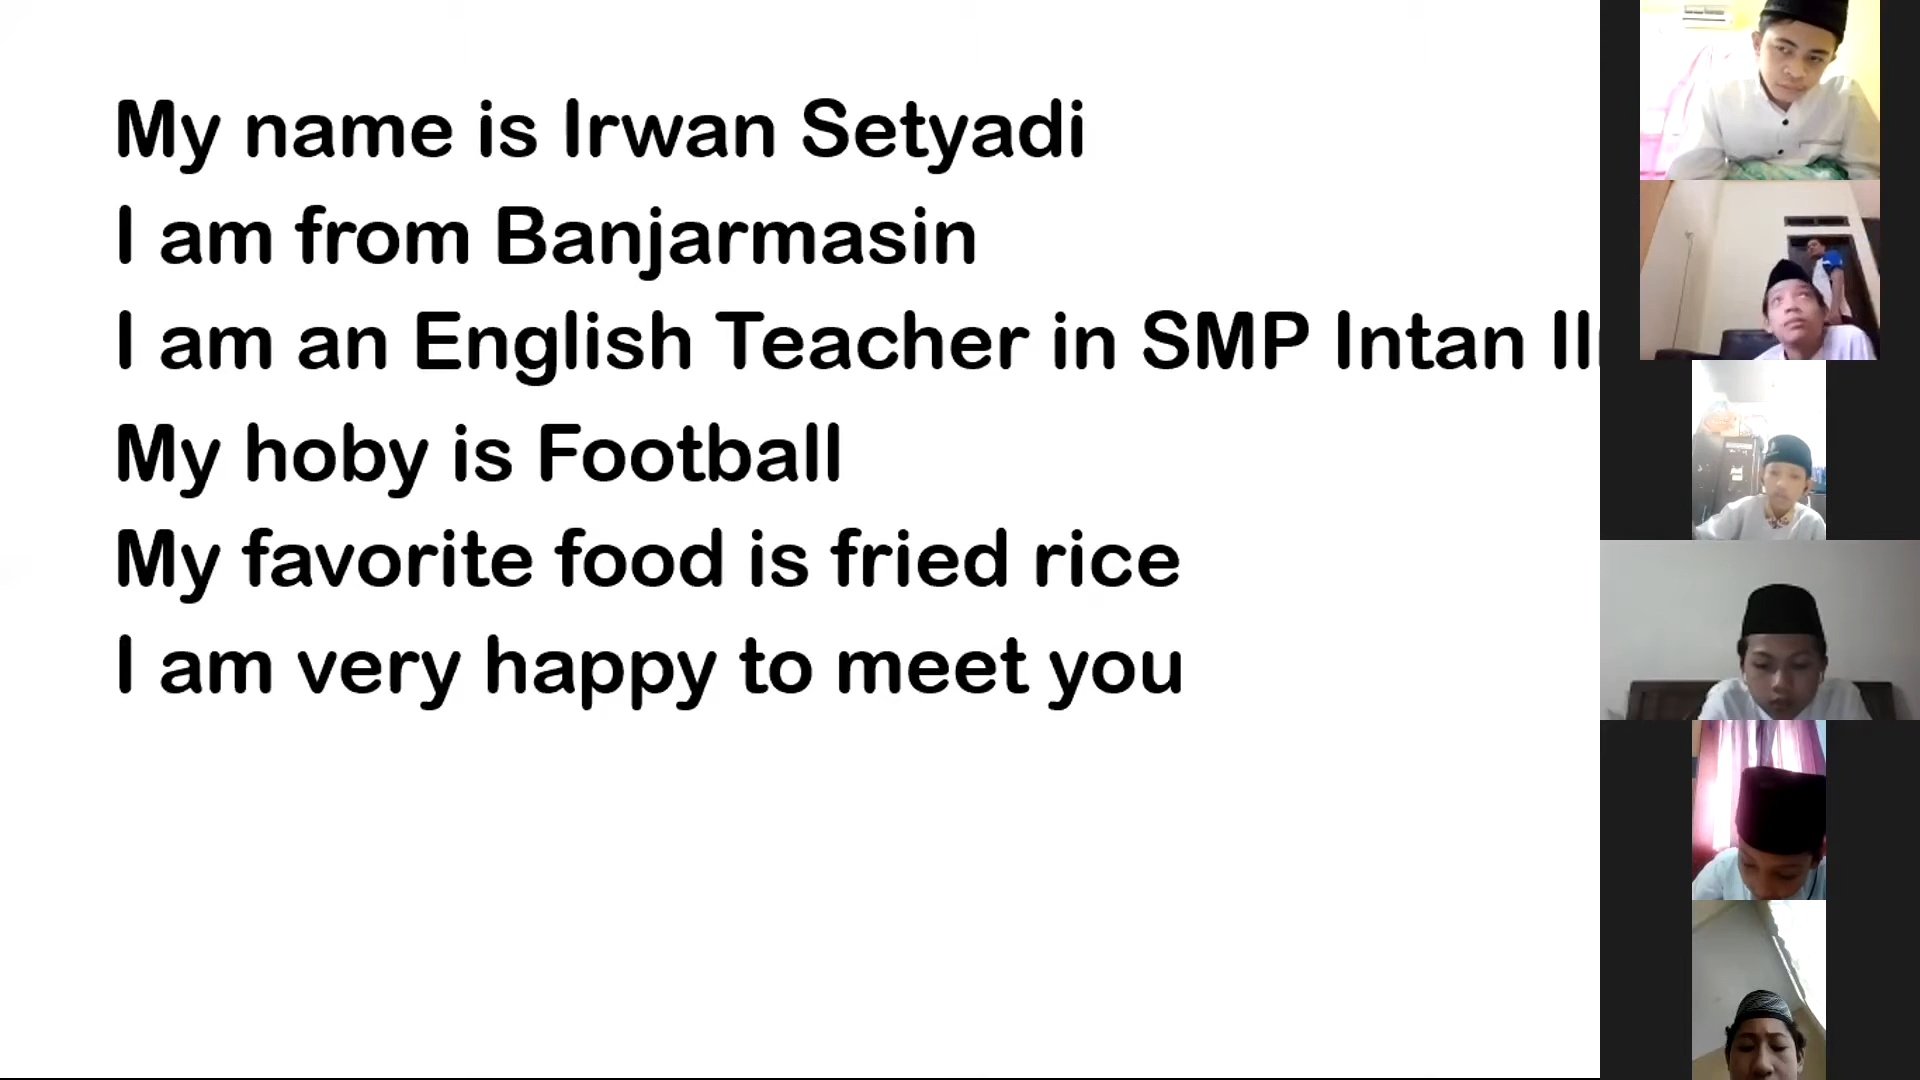 My name is Irwan Setyadi
I am from Banjarmasin
I am an English Teacher in SMP Intan
My hoby is Football
My favorite food is fried rice
I am very happy to meet you